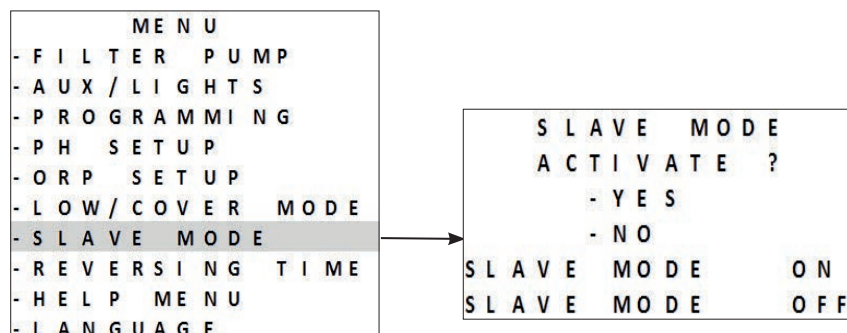 MENU
-FILTER PUMP
-AUX/LIGHTS
-PROGRAMMING
-PH SETUP
-ORP SETUP
-LOW/COVER MODE
-SLAVE MODE
-REVERSING TIME
-HELP MENU
-LANGUAGE
SLAVE MODE
ACTIVATE ?
-YES
-NO
SLAVE MODE ON
SLAVE MODE OFF